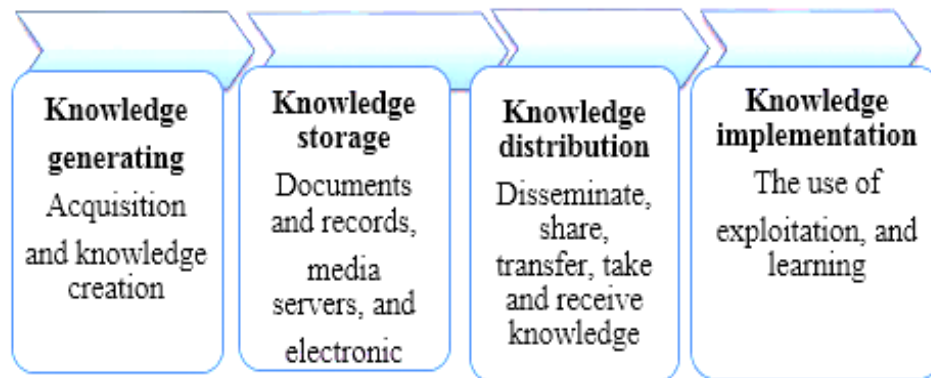 Knowledge
generating
Acquisition
and knowledge
creation
Knowledge
storage
Documents
and records,
media
servers, and
electronic
Knowledge
distribution
Disseminate,
share,
transfer, take
and receive
knowledge
Knowledge
implementation
The use of
exploitation, and
learning